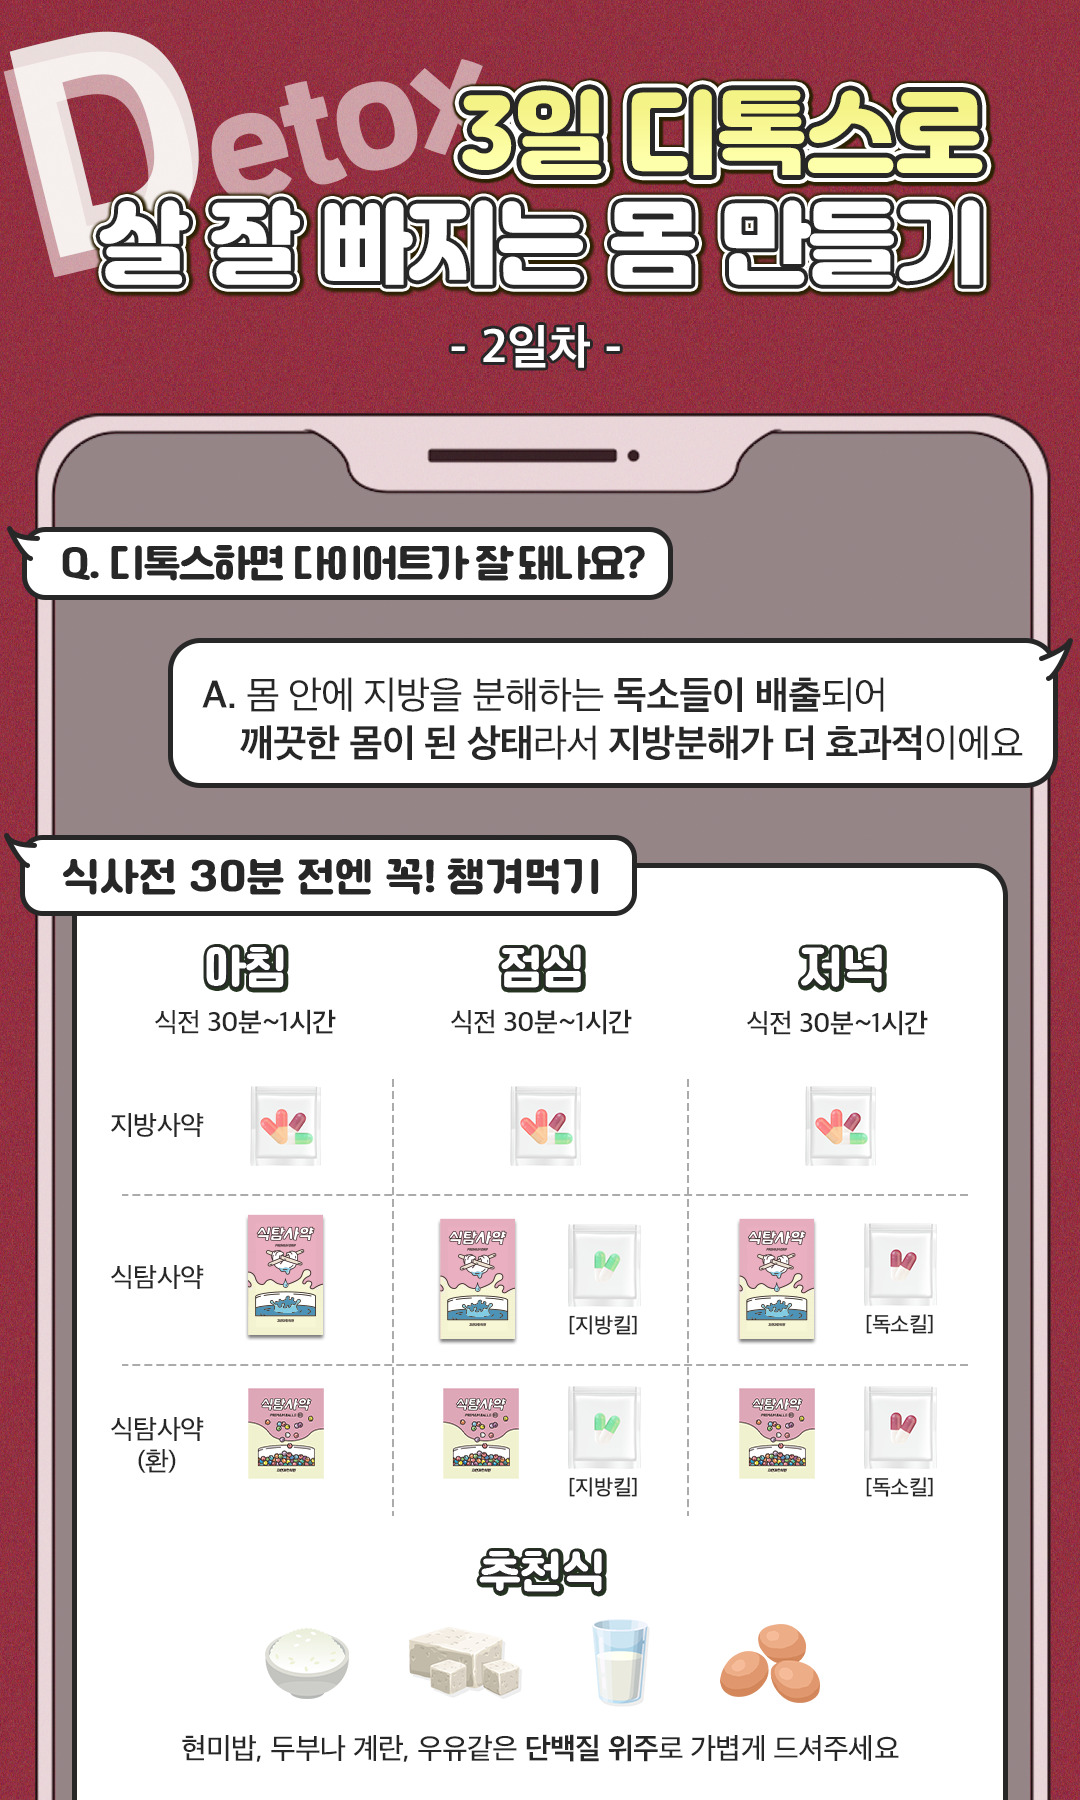 Detox
3일 디톡스로
살 잘 빠지는 몸 만들기
- 2일차 -
Q. 디톡스하면 다이어트가 잘 돼나요?
A. 몸 안에 지방을 분해하는 독소들이 배출되어
깨끗한 몸이 된 상태라서 지방분해가 더 효과적이에요
식사전 30분 전엔 꼭! 챙겨먹기
아침 점심 저녁
식전 30분~1시간 식전 30분~1시간 식전 30분~1시간
지방사약
식탐사약 식탐사약 식탐사약
식탐사약
[지방킬] [독소킬]
식탐사약 식탐사약 식탐사약
식탐사약
(환)
[지방킬] [독소킬]
추천식
현미밥, 두부나 계란, 우유같은 단백질 위주로 가볍게 드셔주세요